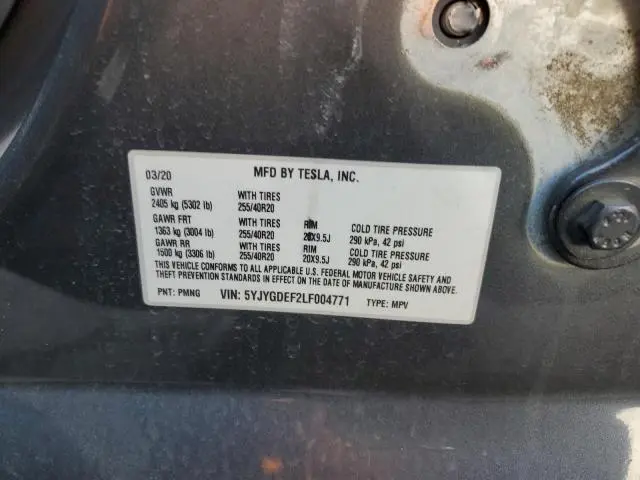 03/20 MFD BY TESLA, INC.
GVWR WITH TIRES
2405 kg (5302 lb) 255/40R20
GAWR FRT WITH TIRES RIM COLD TIRE PRESSURE
1363 kg (3004 lb) 255/40R20 20X9.5J 290 kPa, 42 psi
GAWR RR WITH TIRES RIM COLD TIRE PRESSURE
1500 kg (3306 lb) 255/40R20 20X9.5J 290 kPa, 42 psi
THIS VEHICLE CONFORMS TO ALL APPLICABLE U.S. FEDERAL MOTOR VEHICLE SAFETY AND
THEFT PREVENTION STANDARDS IN EFFECT ON THE DATE OF MANUFACTURE SHOWN ABOVE.
PNT: PMNG VIN: 5YJYGDEF2LF004771 TYPE: MPV